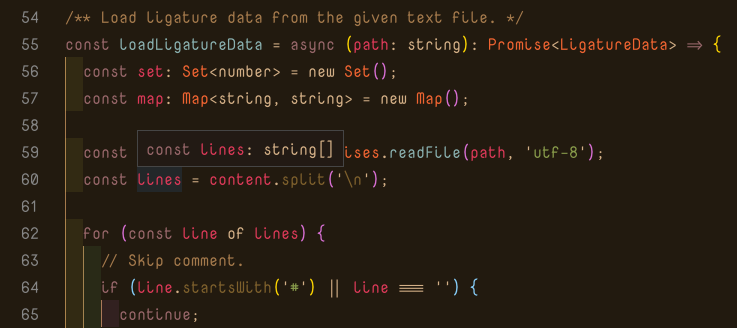 54 /** Load Ligature data from the given text file. */
55 const loadLigatureData = async (path: string): Promise<LigatureData> => {
56 const set: Set<number> = new Set();
57 const map: Map<string, string> = new Map();
58
const lines: string[]
59 const ises.readFile(path, 'utf-8');
60 const lines = content.split('\n');
61
62 for (const line of lines) {
63 // Skip comment.
64 if (line.startsWith('#') || line === '') {
65 continue;